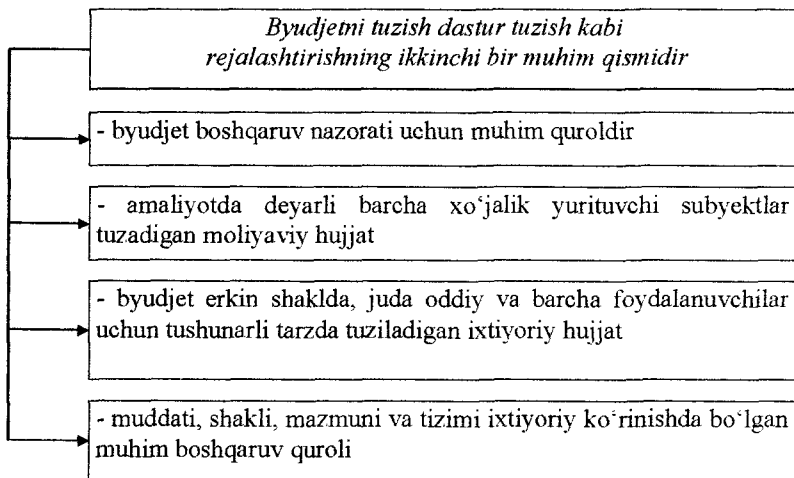 Byudjetni tuzish dastur tuzish kabi
rejalashtirishning ikkinchi bir muhim qismidir
- byudjet boshqaruv nazorati uchun muhim quroldir
- amaliyotda deyarli barcha xo‘jalik yurituvchi subyektlar
tuzadigan moliyaviy hujjat
- byudjet erkin shaklda, juda oddiy va barcha foydalanuvchilar
uchun tushunarli tarzda tuziladigan ixtiyoriy hujjat
- muddati, shakli, mazmuni va tizimi ixtiyoriy ko‘rinishda bo‘lgan
muhim boshqaruv quroli